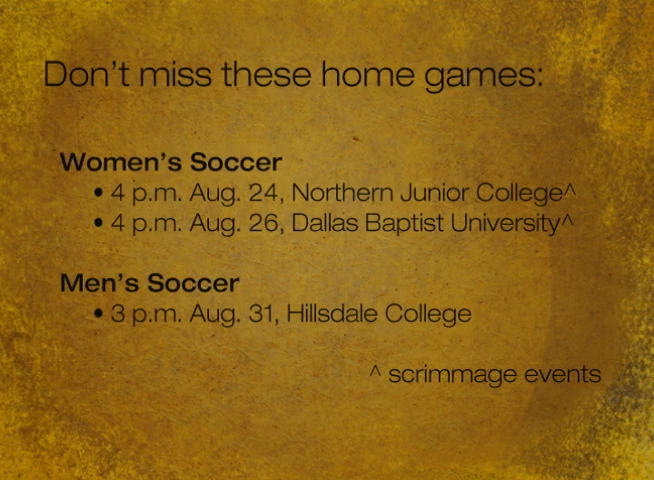 Don't miss these home games:
Women's Soccer
• 4 p.m. Aug. 24, Northern Junior College^
• 4 p.m. Aug. 26, Dallas Baptist University^
Men's Soccer
• 3 p.m. Aug. 31, Hillsdale College
^ scrimmage events